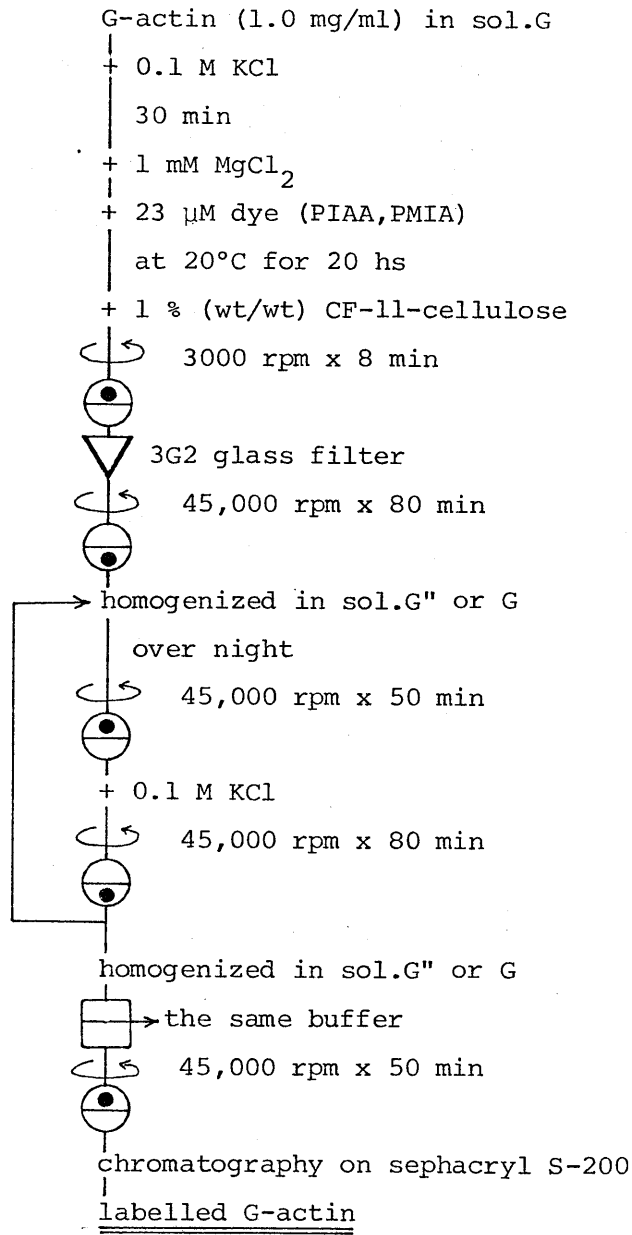 G-actin (1.0 mg/ml) in sol.G
+ 0.1 M KCl
30 min
+ 1 mM MgCl2
+ 23 µM dye (PIAA,PMIA)
at 20°C for 20 hs
+ 1 % (wt/wt) CF-11-cellulose
3000 rpm x 8 min
3G2 glass filter
45,000 rpm x 80 min
homogenized in sol.G" or G
over night
45,000 rpm x 50 min
+ 0.1 M KCl
45,000 rpm x 80 min
homogenized in sol.G" or G
the same buffer
45,000 rpm x 50 min
chromatography on sephacryl S-200
labelled G-actin